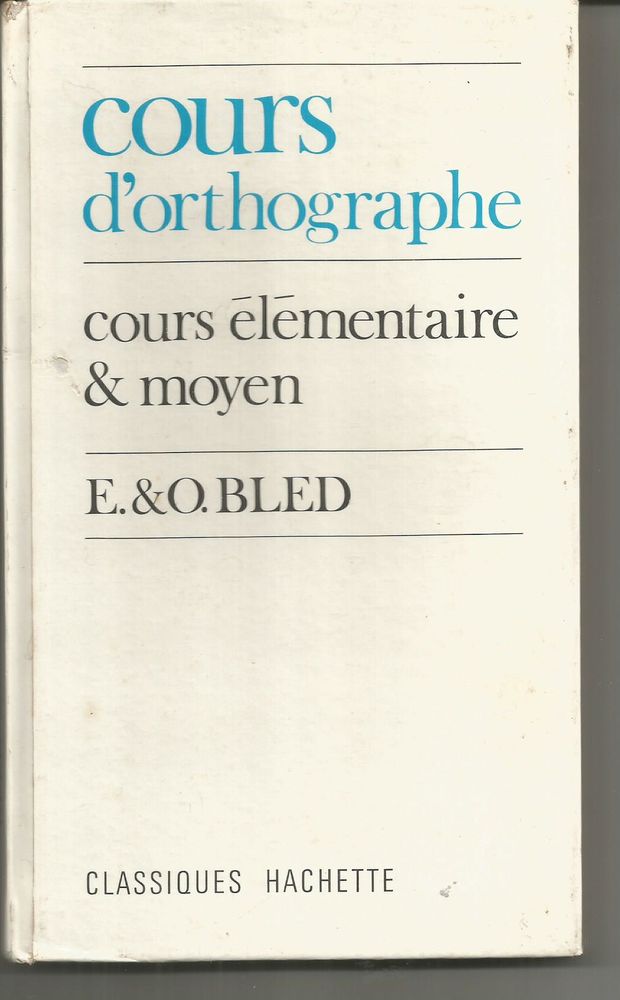 cours
d'orthographe
cours élémentaire
& moyen
E. & O. BLED
CLASSIQUES HACHETTE